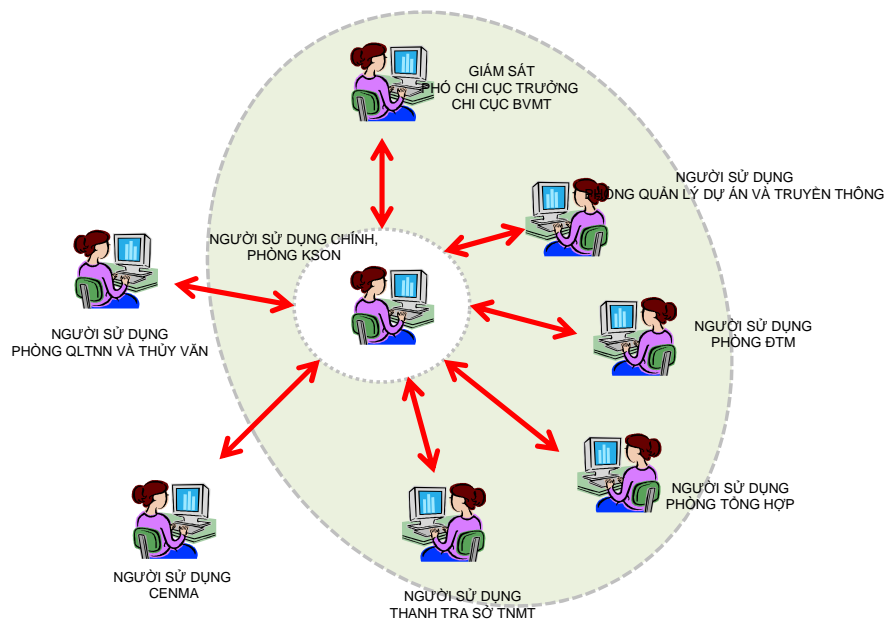 GIÁM SÁT
PHÓ CHI CỤC TRƯỞNG
CHI CỤC BVMT
NGƯỜI SỬ DỤNG
PHÒNG QUẢN LÝ DỰ ÁN VÀ TRUYỀN THÔNG
NGƯỜI SỬ DỤNG CHÍNH,
PHÒNG KSON
NGƯỜI SỬ DỤNG
PHÒNG QLTNN VÀ THỦY VĂN
NGƯỜI SỬ DỤNG
PHÒNG ĐTM
NGƯỜI SỬ DỤNG
PHÒNG TỔNG HỢP
NGƯỜI SỬ DỤNG
CENMA
NGƯỜI SỬ DỤNG
THANH TRA SỞ TNMT